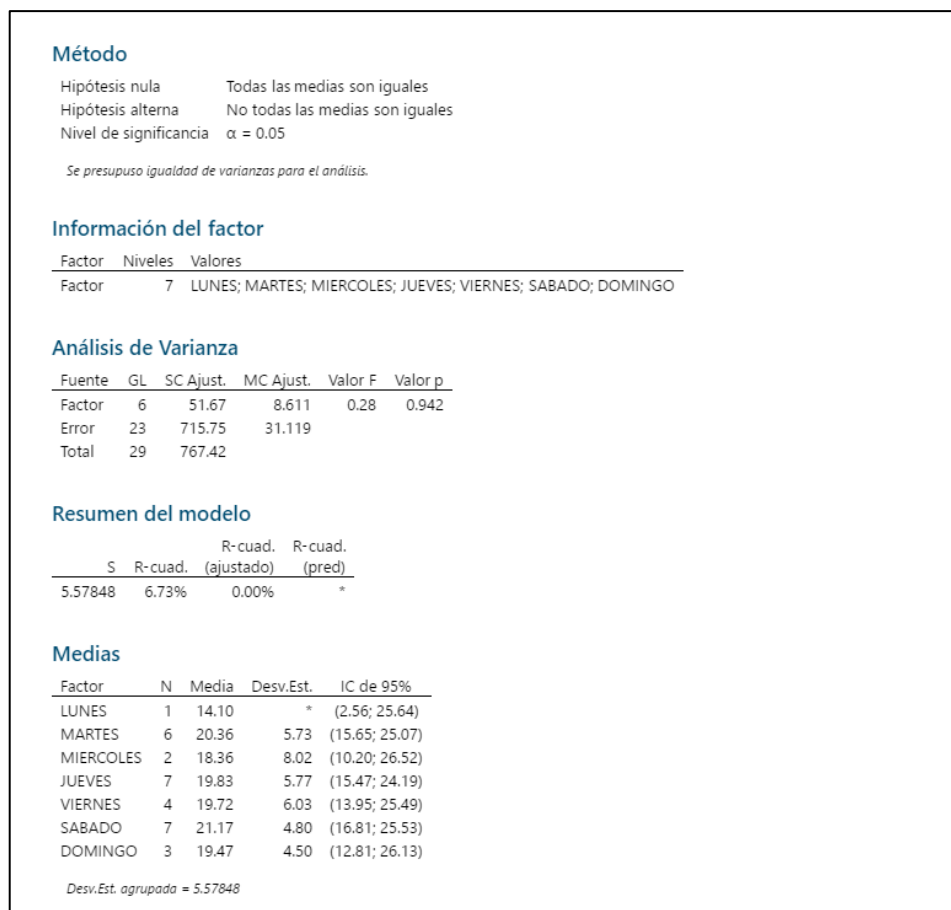 Método
Hipótesis nula Todas las medias son iguales
Hipótesis alterna No todas las medias son iguales
Nivel de significancia α = 0.05
Se presupuso igualdad de varianzas para el análisis.
Información del factor
Factor Niveles Valores
Factor 7 LUNES; MARTES; MIERCOLES; JUEVES; VIERNES; SABADO; DOMINGO
Análisis de Varianza
Fuente GL SC Ajust. MC Ajust. Valor F Valor p
Factor 6 51.67 8.611 0.28 0.942
Error 23 715.75 31.119
Total 29 767.42
Resumen del modelo
R-cuad. R-cuad.
S R-cuad. (ajustado) (pred)
5.57848 6.73% 0.00% *
Medias
Factor N Media Desv.Est. IC de 95%
LUNES 1 14.10 * (2.56; 25.64)
MARTES 6 20.36 5.73 (15.65; 25.07)
MIERCOLES 2 18.36 8.02 (10.20; 26.52)
JUEVES 7 19.83 5.77 (15.47; 24.19)
VIERNES 4 19.72 6.03 (13.95; 25.49)
SABADO 7 21.17 4.80 (16.81; 25.53)
DOMINGO 3 19.47 4.50 (12.81; 26.13)
Desv.Est. agrupada = 5.57848